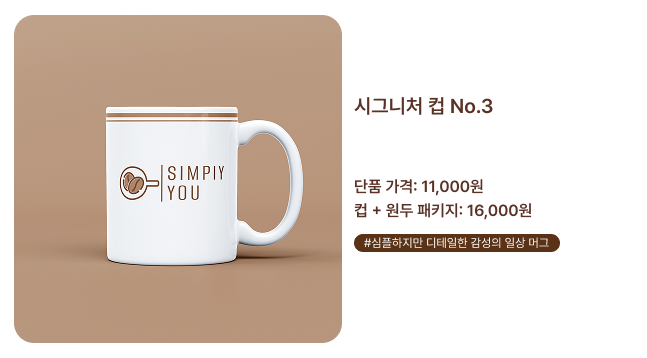 SIMPIY
YOU
시그니처 컵 No.3
단품 가격: 11,000원
컵 + 원두 패키지: 16,000원
#심플하지만 디테일한 감성의 일상 머그